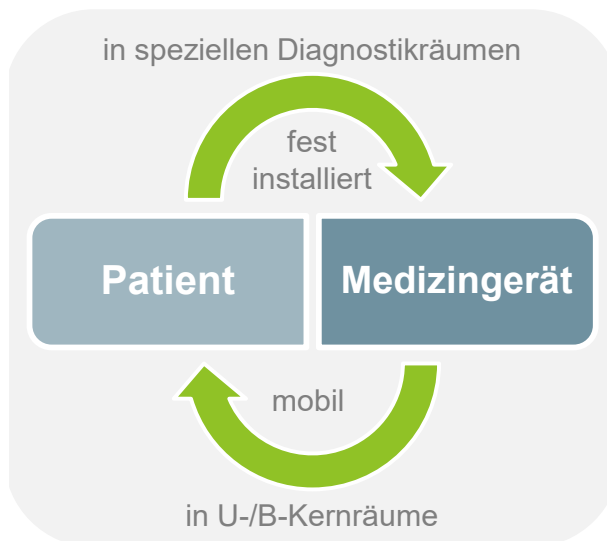 in speziellen Diagnostikräumen
fest
installiert
Patient
Medizingerät
mobil
in U-/B-Kernräume